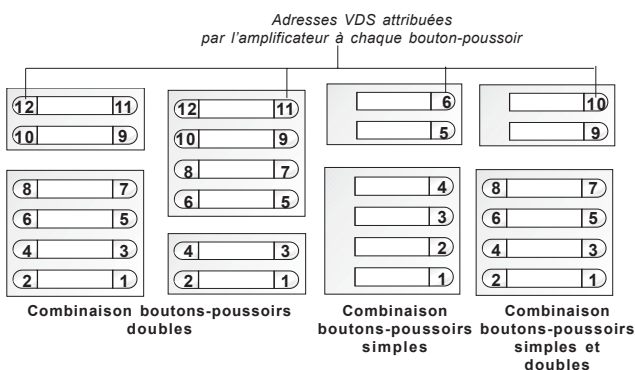 Adresses VDS attribuées
par l'amplificateur à chaque bouton-poussoir
12 11
10 9
8 7
6 5
4 3
2 1
12 11
10 9
8 7
6 5
4 3
2 1
Combinaison boutons-poussoirs
doubles
6
5
4
3
2
1
Combinaison
boutons-poussoirs
simples
10
9
8 7
6 5
4 3
2 1
Combinaison
boutons-poussoirs
simples et
doubles